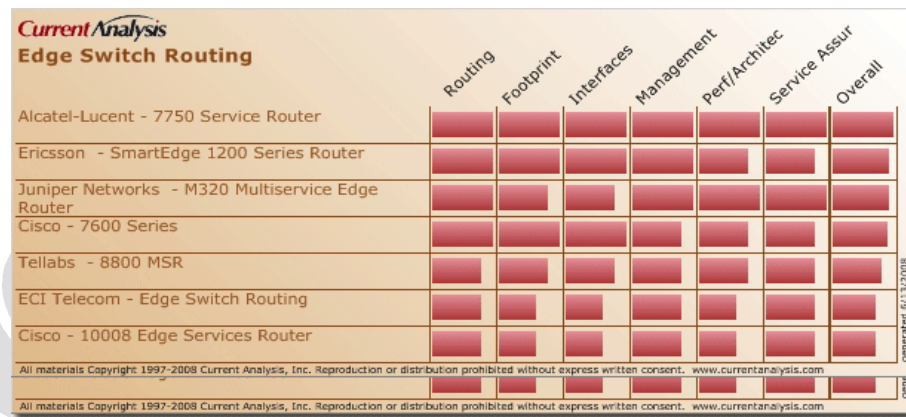 Current Analysis
Edge Switch Routing
Routing
Footprint
Interfaces
Management
Perf/Architec
Service Assur
Overall
Alcatel-Lucent - 7750 Service Router
Ericsson - SmartEdge 1200 Series Router
Juniper Networks - M320 Multiservice Edge
Router
Cisco - 7600 Series
Tellabs - 8800 MSR
ECI Telecom - Edge Switch Routing
Cisco - 10008 Edge Services Router
generated 6/13/2008
All materials Copyright 1997-2008 Current Analysis, Inc. Reproduction or distribution prohibited without express written consent. www.currentanalysis.com
All materials Copyright 1997-2008 Current Analysis, Inc. Reproduction or distribution prohibited without express written consent. www.currentanalysis.com